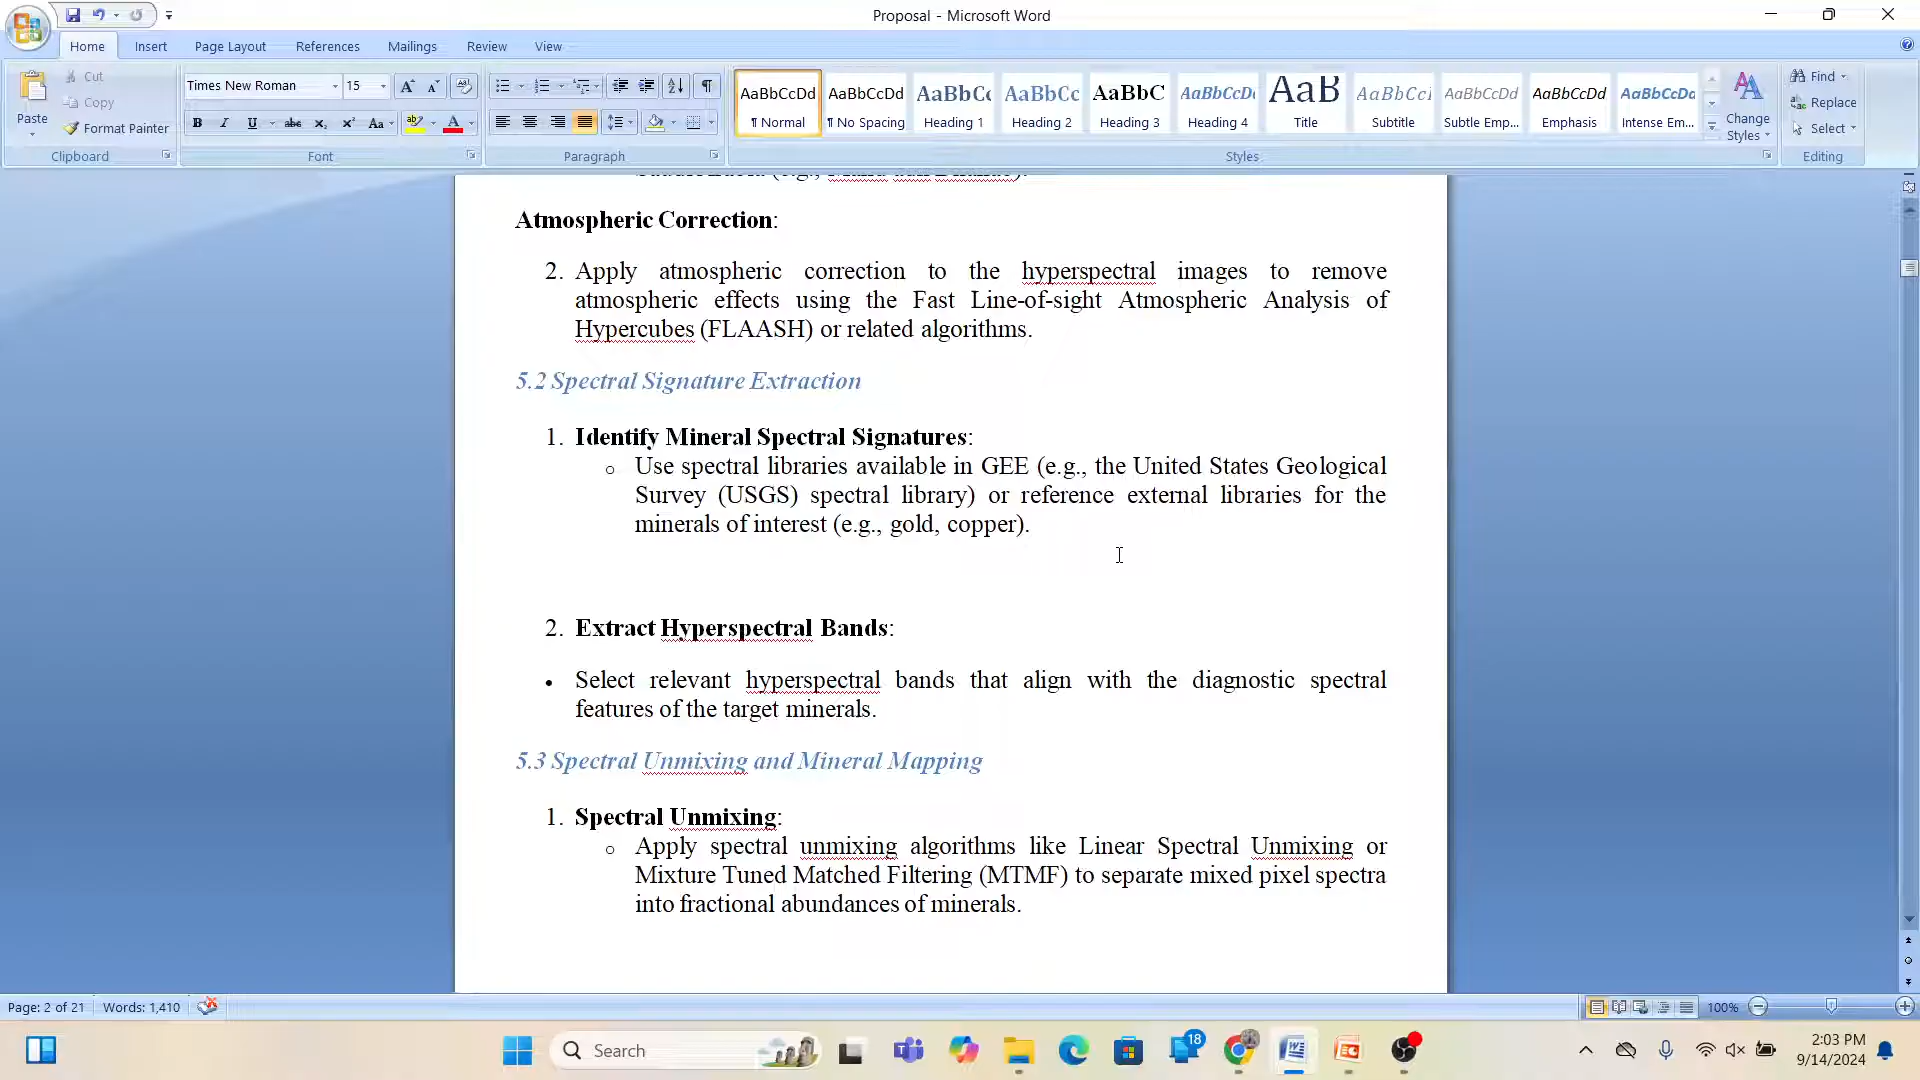 Proposal - Microsoft Word
Home Insert Page Layout References Mailings Review View
Paste
Cut
Copy
Format Painter
Clipboard
Times New Roman 15
Font
Paragraph
AaBbCcDd AaBbCcDd AaBbCc AaBbCc AaBbC AaBbCcDc AaB AaBbCcI AaBbCcDd AaBbCcDd AaBbCcDc
¶ Normal ¶ No Spacing Heading 1 Heading 2 Heading 3 Heading 4 Title Subtitle Subtle Emp... Emphasis Intense Em...
Styles
Change
Styles
Find
Replace
Select
Editing
Atmospheric Correction:
2. Apply atmospheric correction to the hyperspectral images to remove
atmospheric effects using the Fast Line-of-sight Atmospheric Analysis of
Hypercubes (FLAASH) or related algorithms.
5.2 Spectral Signature Extraction
1. Identify Mineral Spectral Signatures:
o Use spectral libraries available in GEE (e.g., the United States Geological
Survey (USGS) spectral library) or reference external libraries for the
minerals of interest (e.g., gold, copper).
2. Extract Hyperspectral Bands:
• Select relevant hyperspectral bands that align with the diagnostic spectral
features of the target minerals.
5.3 Spectral Unmixing and Mineral Mapping
1. Spectral Unmixing:
o Apply spectral unmixing algorithms like Linear Spectral Unmixing or
Mixture Tuned Matched Filtering (MTMF) to separate mixed pixel spectra
into fractional abundances of minerals.
Page: 2 of 21 Words: 1,410 100%
Search
18
2:03 PM
9/14/2024